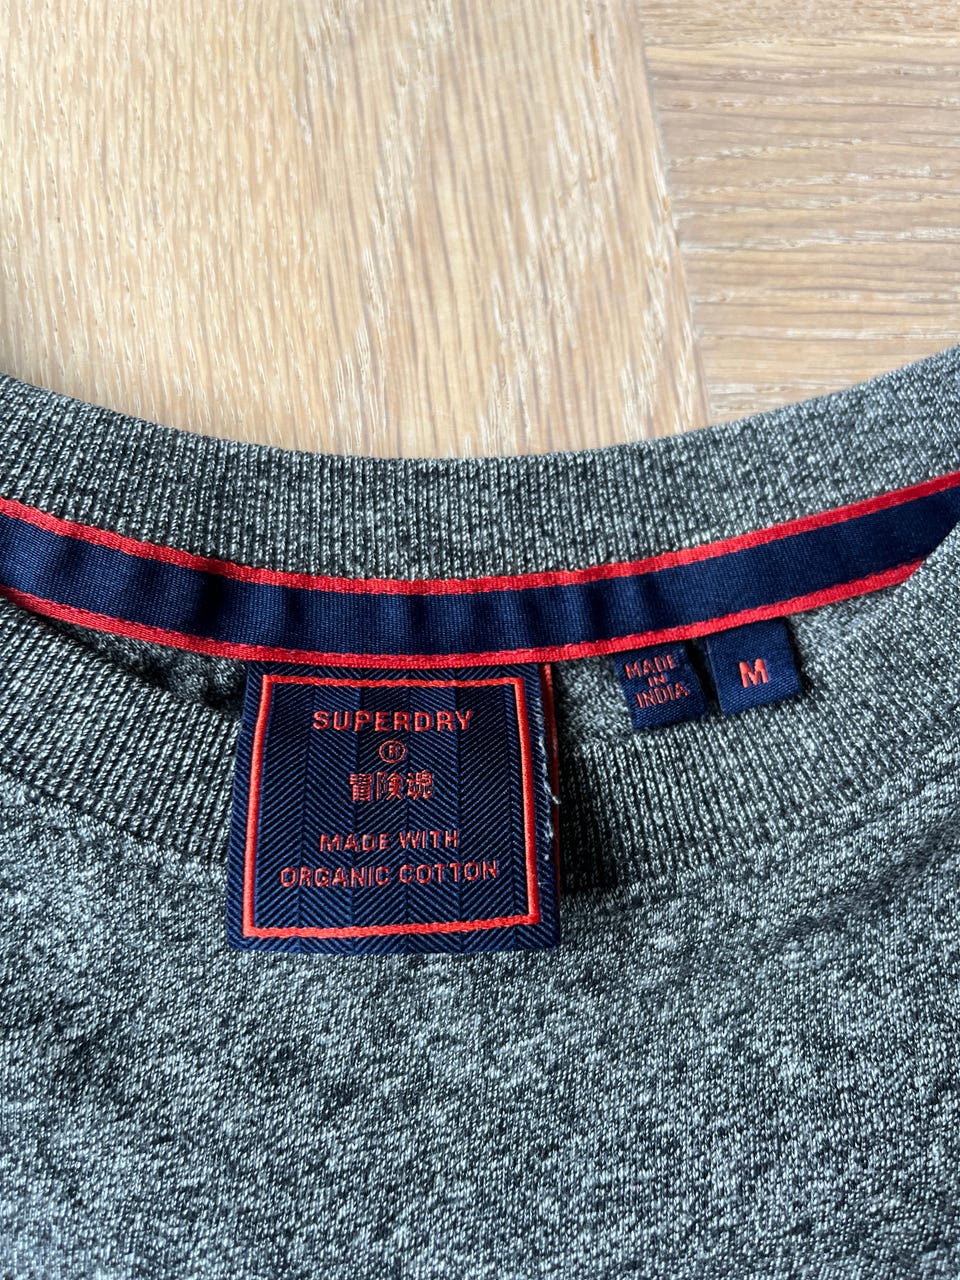 SUPERDRY
®
冒険魂
MADE WITH
ORGANIC COTTON
MADE
IN
INDIA
M